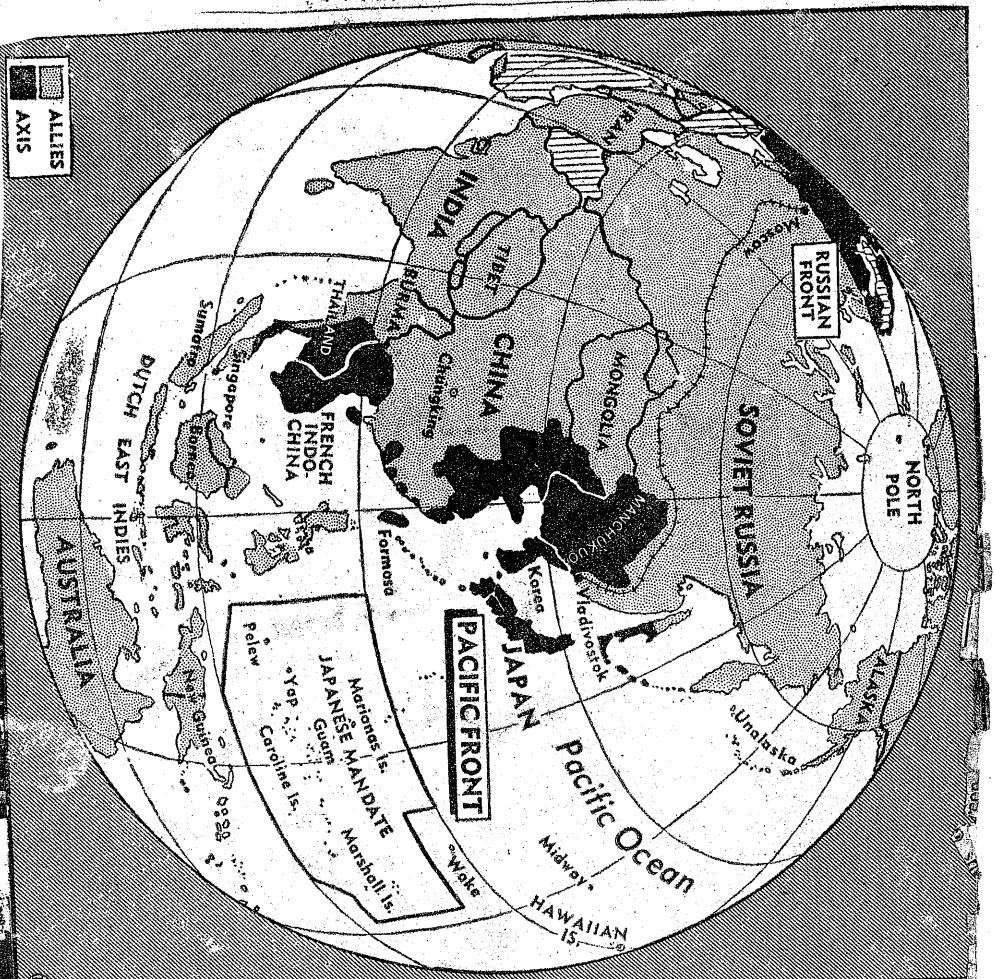 ALLIES
AXIS
NORTH
POLE
ALASKA
Unalaska
SOVIET RUSSIA
RUSSIAN
FRONT
Moscow
IRAN
MONGOLIA
MANCHUKUO
Vladivostok
Korea
JAPAN
CHINA
Chungking
TIBET
INDIA
BURMA
THAILAND
FRENCH
INDO-
CHINA
Formosa
PACIFIC FRONT
Pacific Ocean
Midway
HAWAIIAN
IS.
Wake
Marianas Is.
JAPANESE MANDATE
Guam
Yap
Pelew
Caroline Is.
Marshall Is.
Singapore
Sumatra
Borneo
DUTCH EAST INDIES
New Guinea
AUSTRALIA